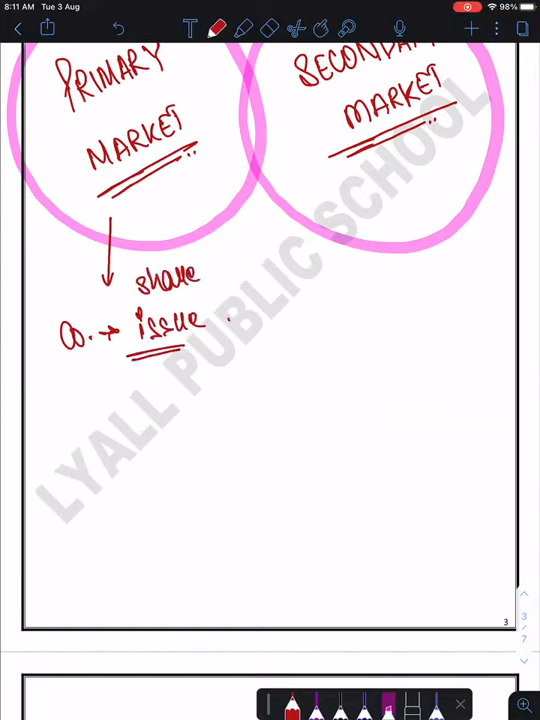 8:11 AM Tue 3 Aug
98%
PRIMARY
MARKET
SECONDARY
MARKET
share
Co. → issue
LYALL PUBLIC SCHOOL
3
3
7